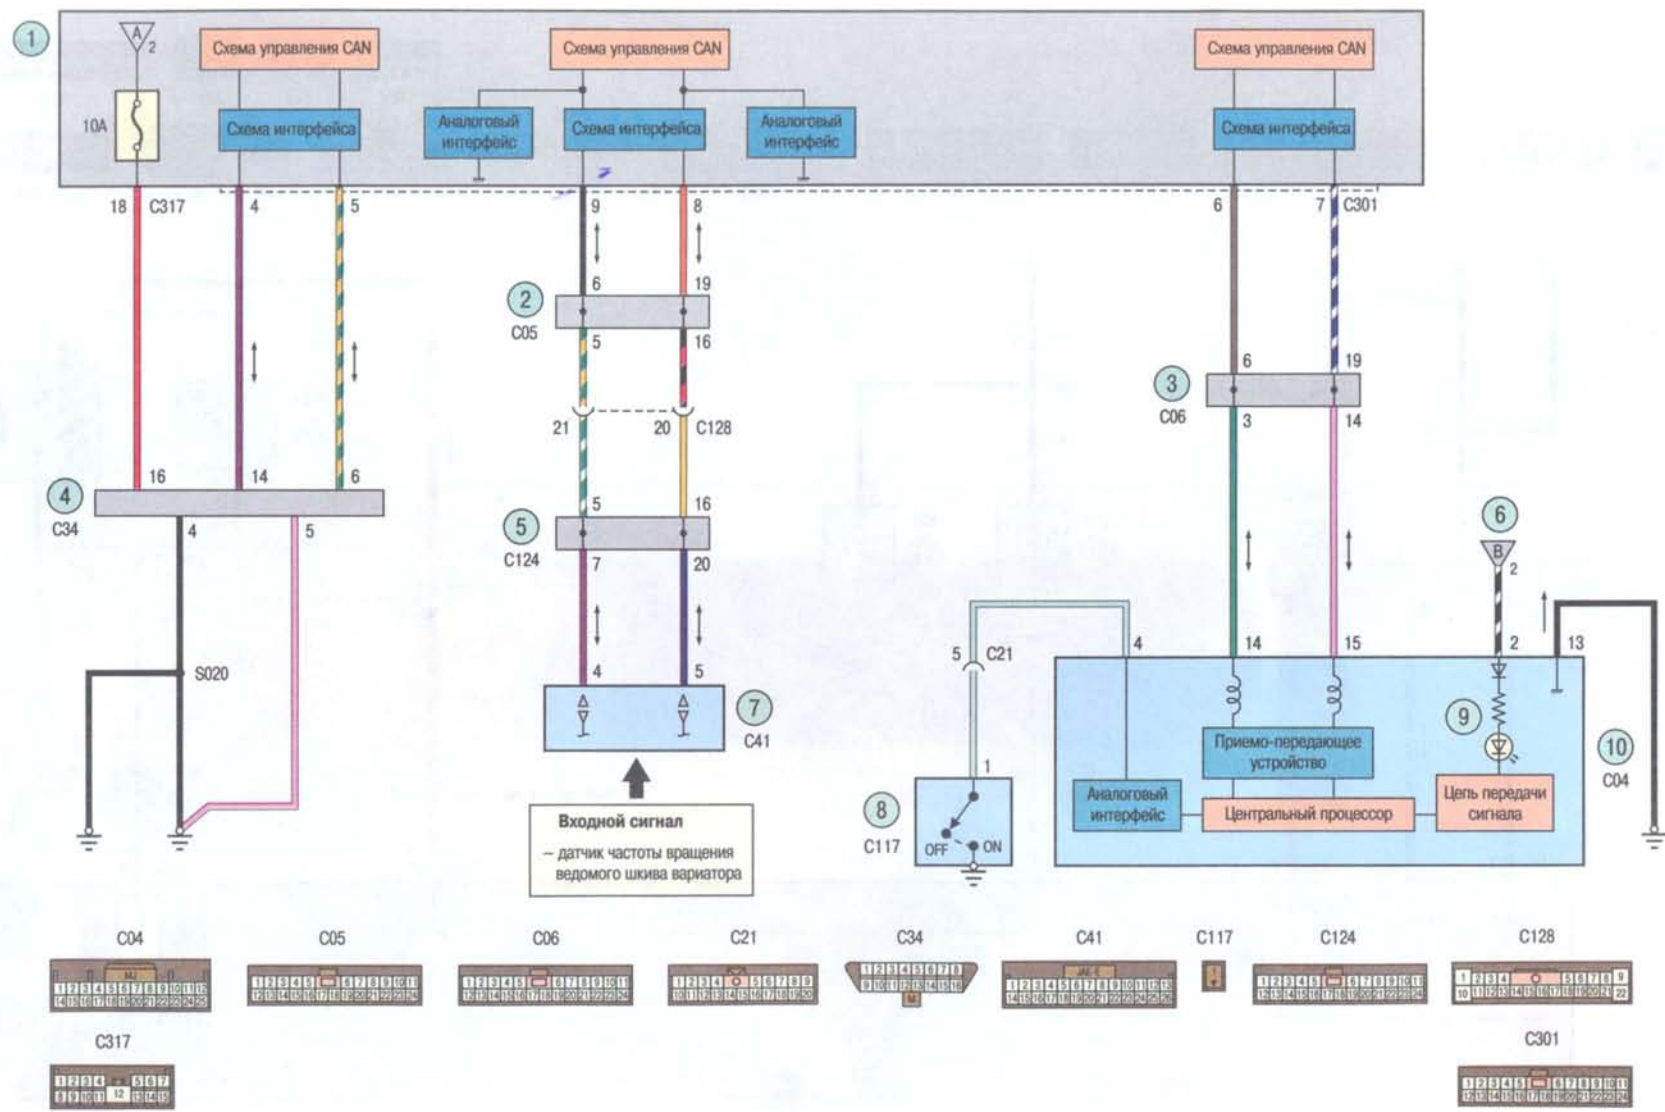 1
A
2
Схема управления CAN
Схема управления CAN
Схема управления CAN
10А
Схема интерфейса
Аналоговый
интерфейс
Схема интерфейса
Аналоговый
интерфейс
Схема интерфейса
18 C317
4
5
9
8
6
7 C301
2
C05
6
19
5
16
3
C06
6
19
3
14
21
20 C128
4
C34
16
14
6
4
5
5
C124
5
16
7
20
6
B
2
S020
5 C21
4
14
15
2
13
4
5
7
C41
9
10
C04
Приемо-передающее
устройство
8
C117
1
OFF
ON
Аналоговый
интерфейс
Центральный процессор
Цепь передачи
сигнала
Входной сигнал
– датчик частоты вращения
ведомого шкива вариатора
C04
C05
C06
C21
C34
C41
C117
C124
C128
MU
JAE-E
C317
C301